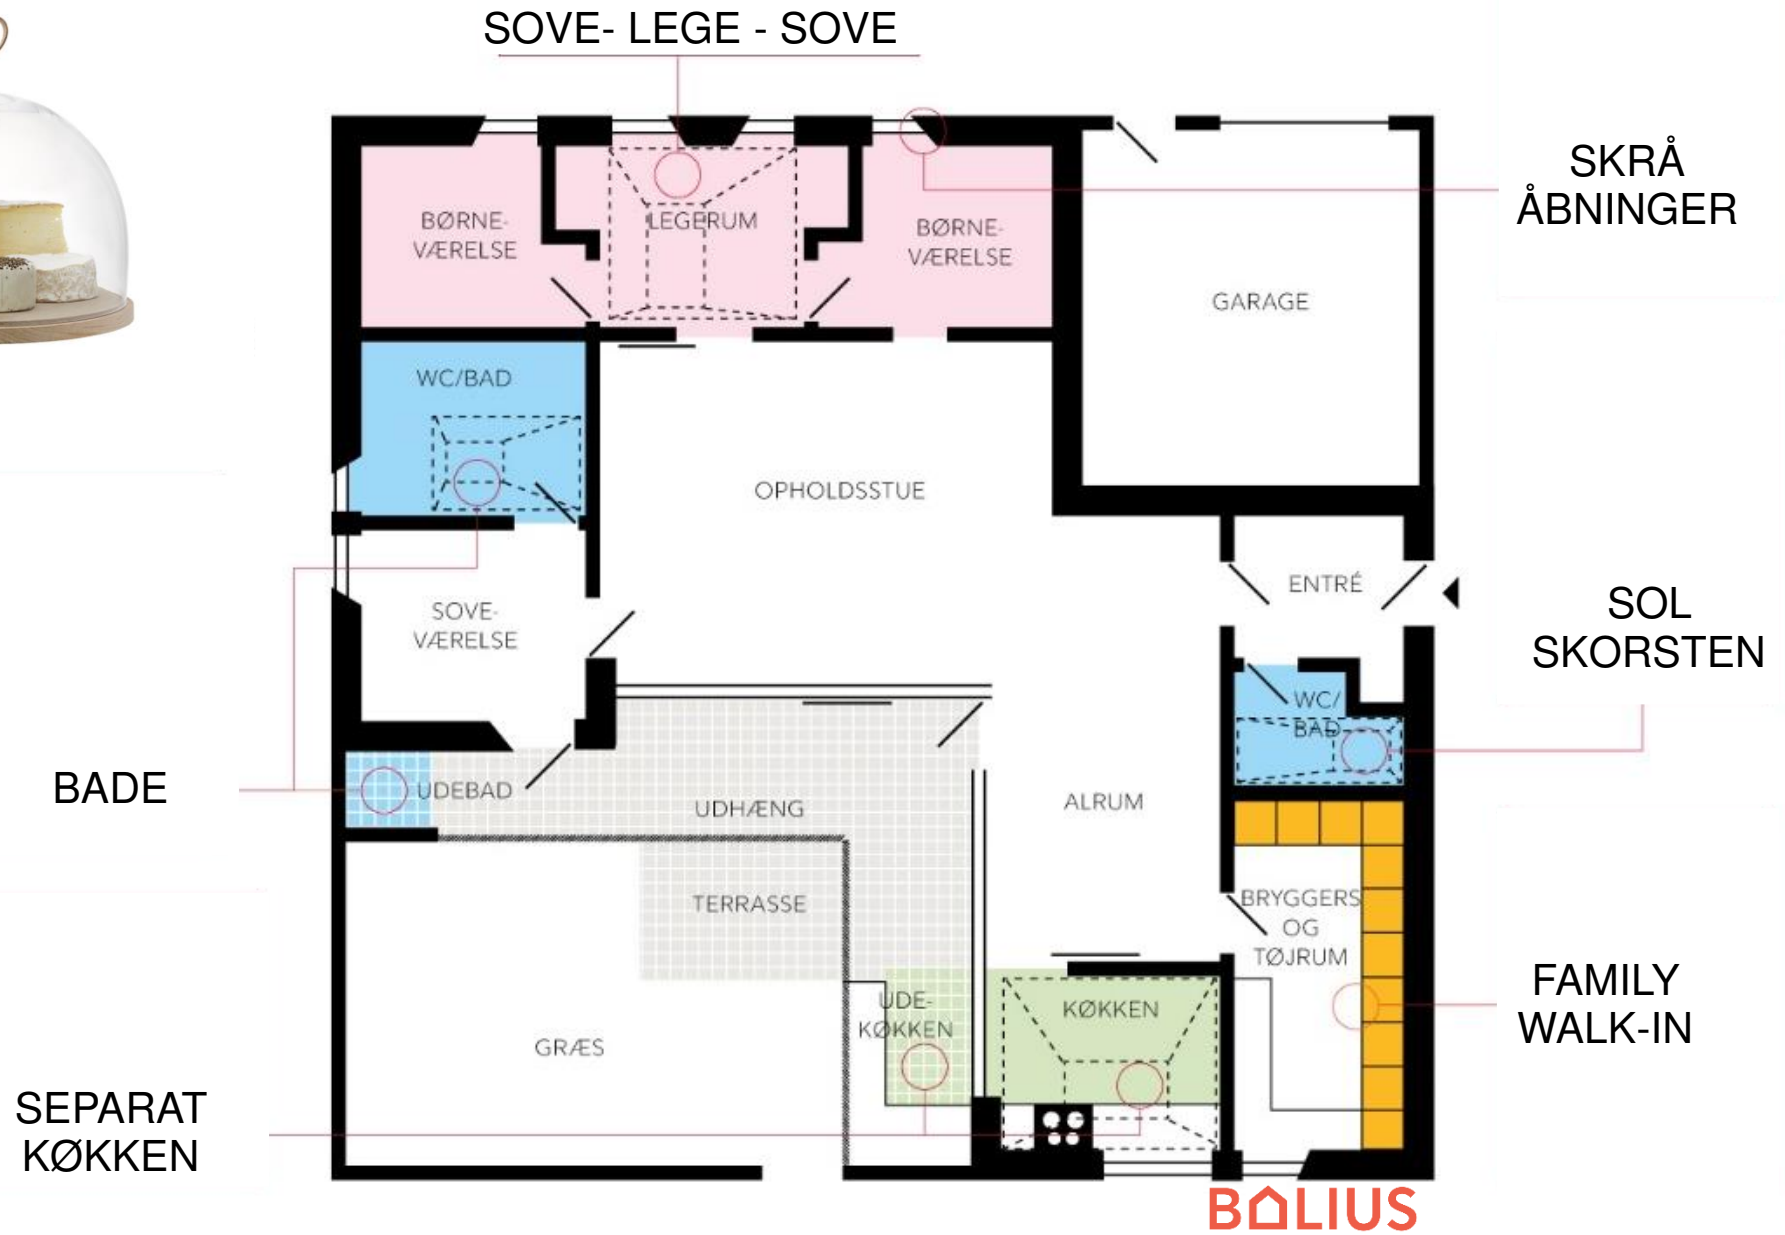 SOVE- LEGE - SOVE
SKRÅ
ÅBNINGER
BØRNE-
VÆRELSE
LEGERUM
BØRNE-
VÆRELSE
GARAGE
WC/BAD
OPHOLDSSTUE
ENTRÉ
SOVE-
VÆRELSE
SOL
SKORSTEN
WC/
BAD
BADE
UDEBAD
UDHÆNG
ALRUM
TERRASSE
BRYGGERS
OG
TØJRUM
UDE-
KØKKEN
KØKKEN
GRÆS
FAMILY
WALK-IN
SEPARAT
KØKKEN
BOLIUS